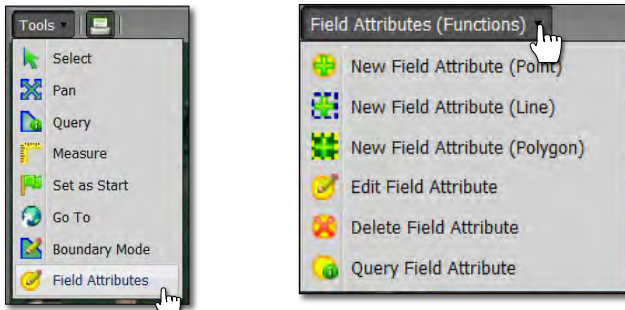 Tools
Select
Pan
Query
Measure
Set as Start
Go To
Boundary Mode
Field Attributes
Field Attributes (Functions)
New Field Attribute (Point)
New Field Attribute (Line)
New Field Attribute (Polygon)
Edit Field Attribute
Delete Field Attribute
Query Field Attribute